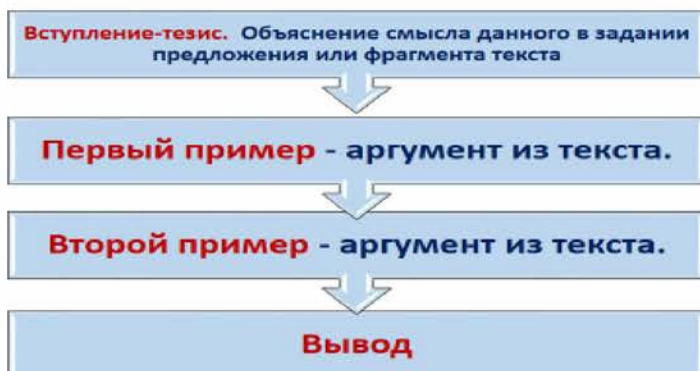 Вступление-тезис. Объяснение смысла данного в задании
предложения или фрагмента текста
Первый пример - аргумент из текста.
Второй пример - аргумент из текста.
Вывод